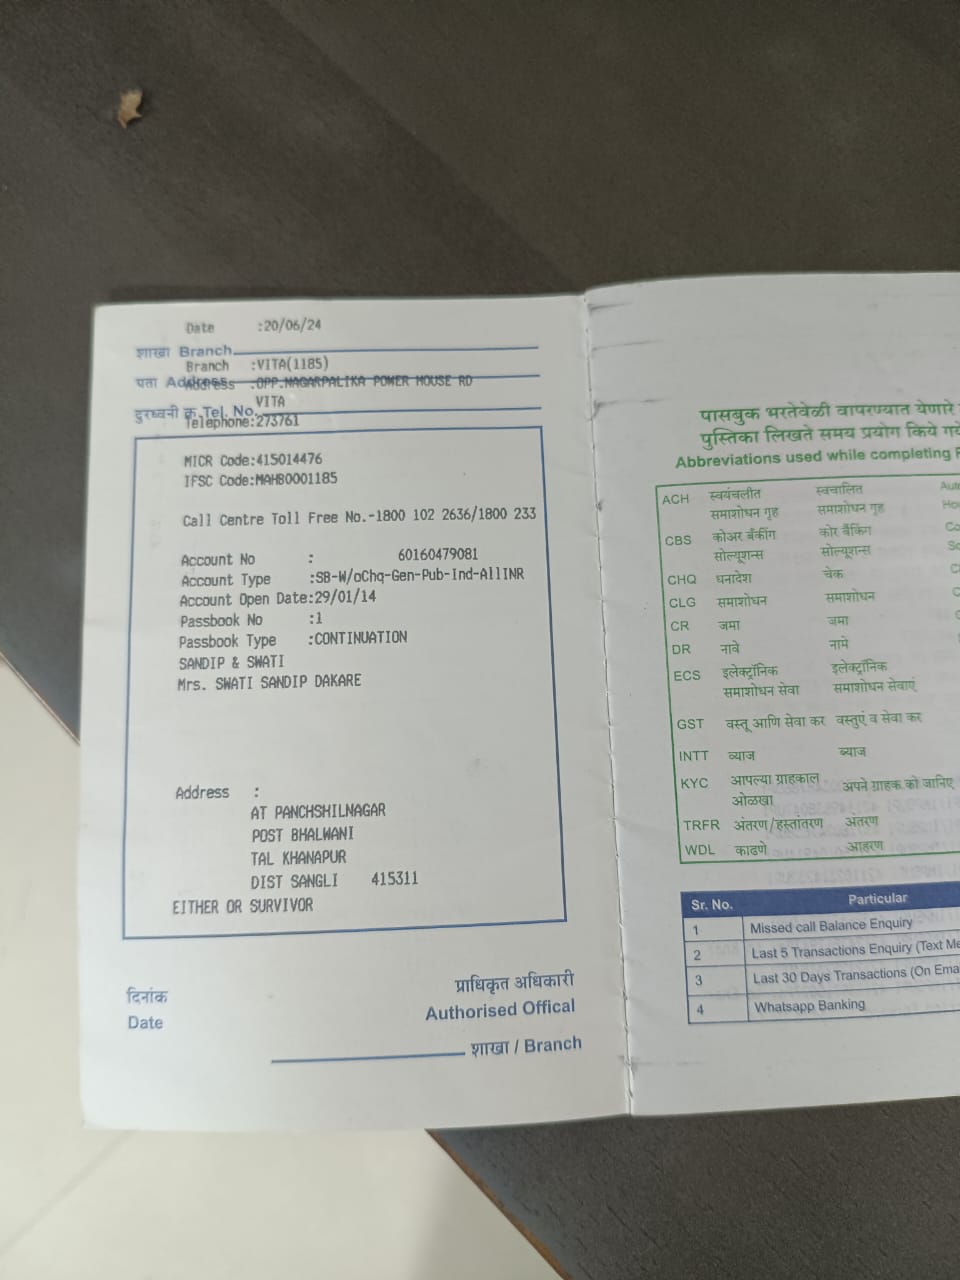 Date :20/06/24
शाखा Branch
Branch :VITA(1185)
पता Address
Address :OPP.NAGARPALIKA POWER HOUSE RD
VITA
दुरध्वनी क्र.Tel. No.
Telephone:273761
MICR Code:415014476
IFSC Code:MAHB0001185
Call Centre Toll Free No.-1800 102 2636/1800 233
Account No : 60160479081
Account Type :SB-W/oChq-Gen-Pub-Ind-AllINR
Account Open Date:29/01/14
Passbook No :1
Passbook Type :CONTINUATION
SANDIP & SWATI
Mrs. SWATI SANDIP DAKARE
Address :
AT PANCHSHILNAGAR
POST BHALWANI
TAL KHANAPUR
DIST SANGLI 415311
EITHER OR SURVIVOR
दिनांक
Date
प्राधिकृत अधिकारी
Authorised Offical
शाखा / Branch
पासबुक भरतेवेळी वापरण्यात येणारे
पुस्तिका लिखते समय प्रयोग किये
Abbreviations used while completing
ACH स्वयंचलीत स्वचालित
समाशोधन गृह समाशोधन गृह
CBS कोअर बँकींग कोर बैंकिंग
सोल्यूशन्स सोल्यूशन्स
CHQ धनादेश चेक
CLG समाशोधन समाशोधन
CR जमा जमा
DR नावे नामे
ECS इलेक्ट्रॉनिक इलेक्ट्रॉनिक
समाशोधन सेवा समाशोधन सेवाएं
GST वस्तू आणि सेवा कर वस्तुएं व सेवा कर
INTT व्याज ब्याज
KYC आपल्या ग्राहकाल अपने ग्राहक को जानिए
ओळखा
TRFR अंतरण/हस्तांतरण अंतरण
WDL काढणे आहरण
Sr. No. Particular
1 Missed call Balance Enquiry
2 Last 5 Transactions Enquiry (Text
3 Last 30 Days Transactions (On
4 Whatsapp Banking